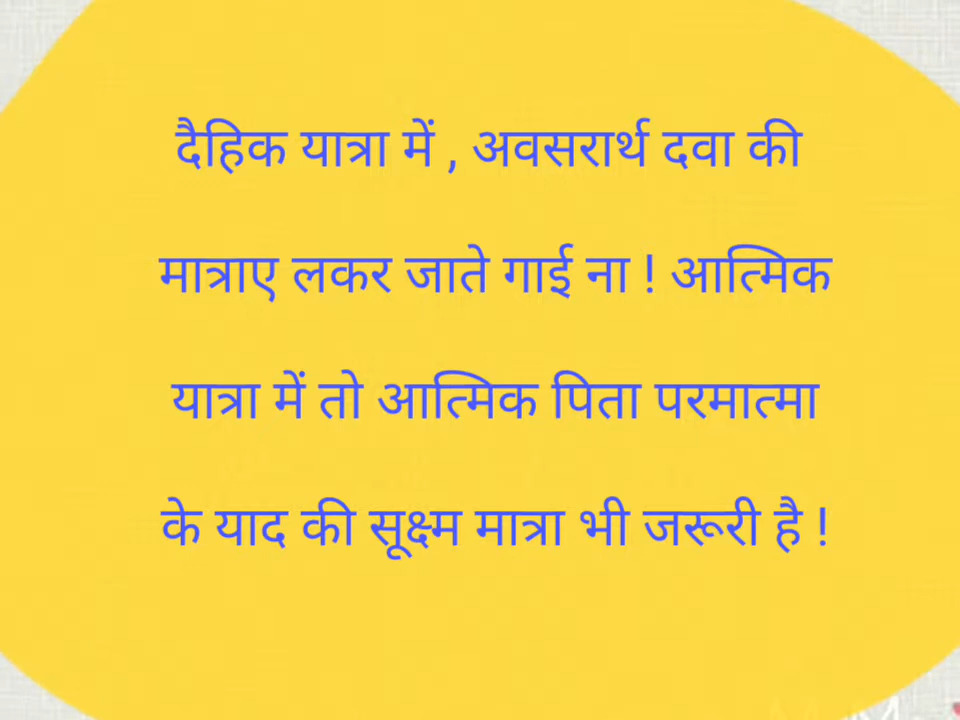 दैहिक यात्रा में , अवसरार्थ दवा की
मात्राए लकर जाते गाई ना ! आत्मिक
यात्रा में तो आत्मिक पिता परमात्मा
के याद की सूक्ष्म मात्रा भी जरूरी है !